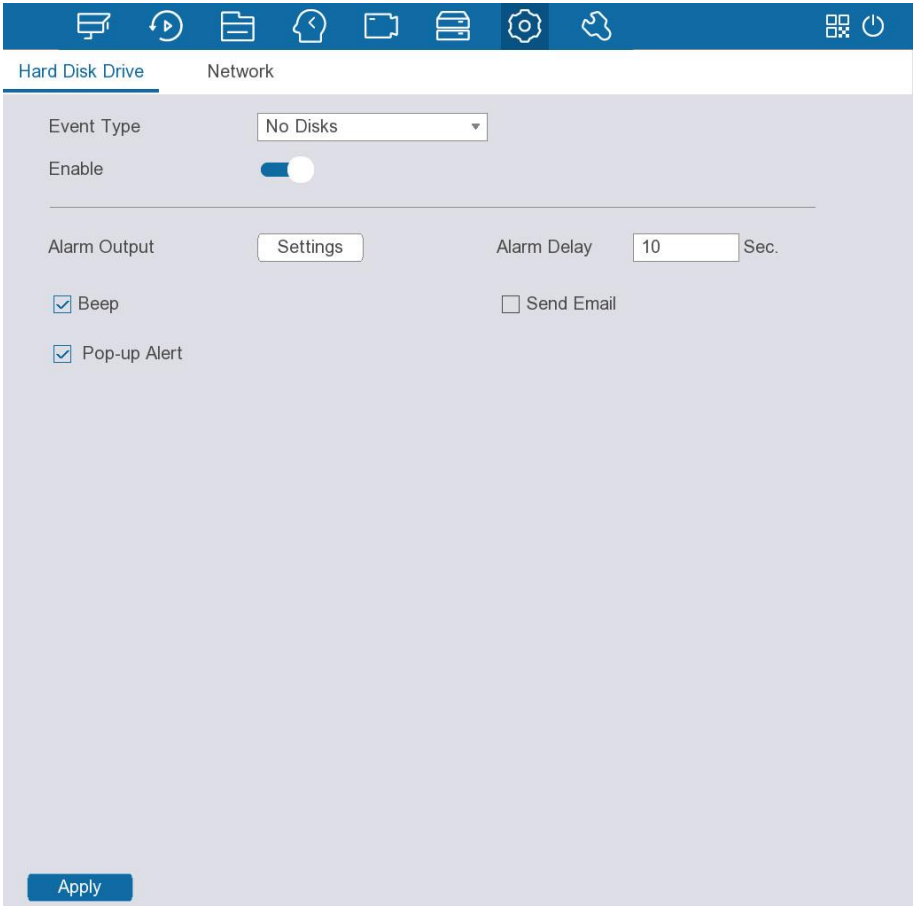 Hard Disk Drive Network
Event Type No Disks
Enable
Alarm Output Settings Alarm Delay 10 Sec.
Beep Send Email
Pop-up Alert
Apply